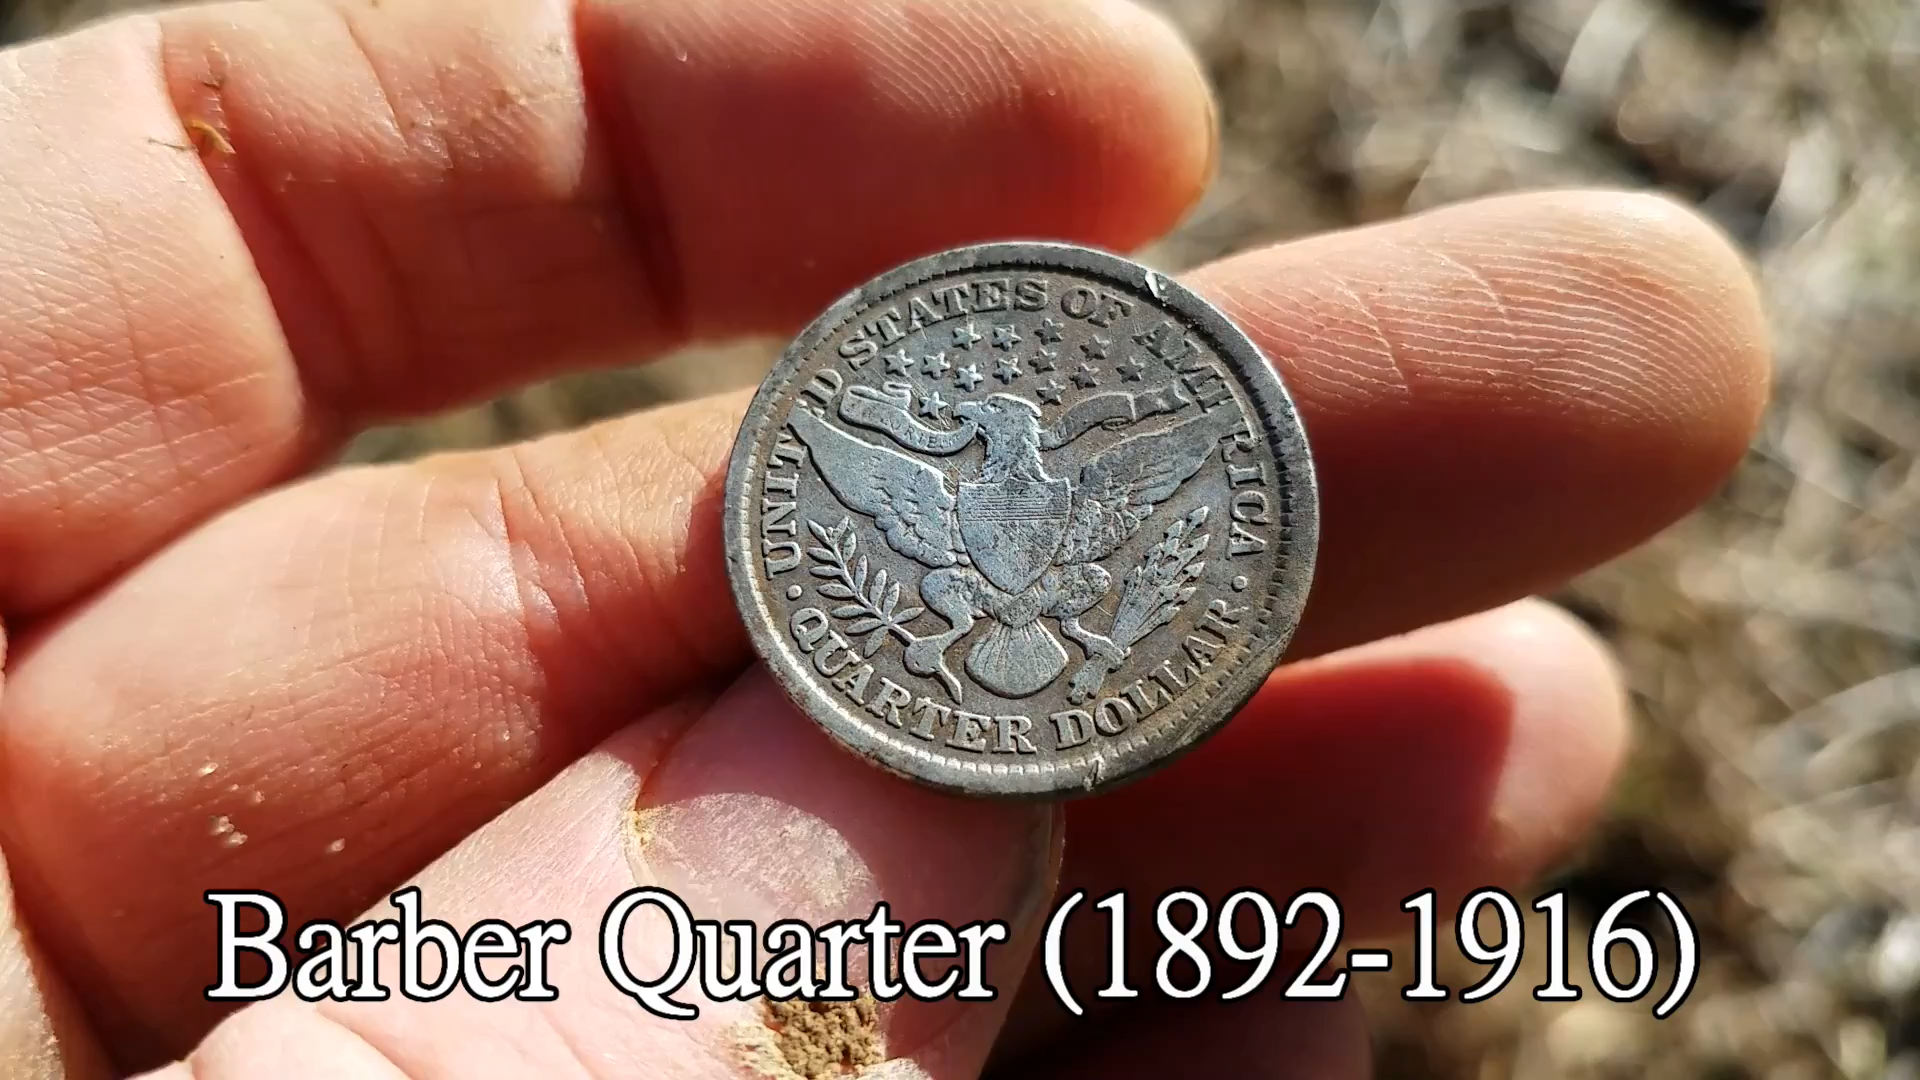 UNITED STATES OF AMERICA
· QUARTER DOLLAR ·
Barber Quarter (1892-1916)